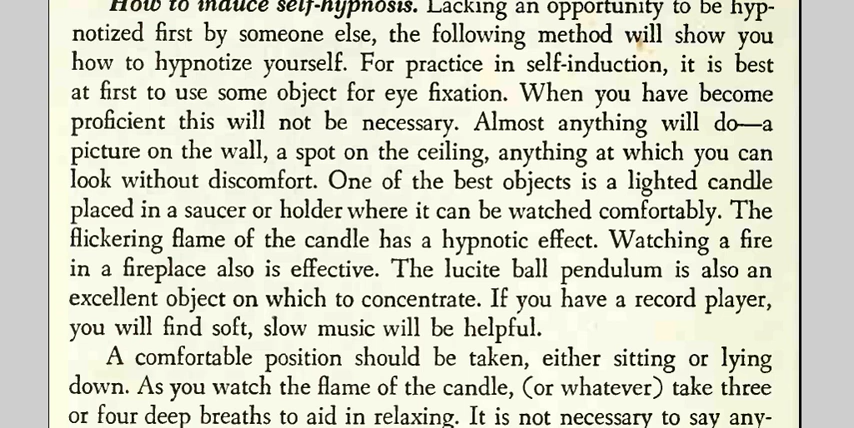 How to induce self-hypnosis. Lacking an opportunity to be hyp-
notized first by someone else, the following method will show you
how to hypnotize yourself. For practice in self-induction, it is best
at first to use some object for eye fixation. When you have become
proficient this will not be necessary. Almost anything will do—a
picture on the wall, a spot on the ceiling, anything at which you can
look without discomfort. One of the best objects is a lighted candle
placed in a saucer or holder where it can be watched comfortably. The
flickering flame of the candle has a hypnotic effect. Watching a fire
in a fireplace also is effective. The lucite ball pendulum is also an
excellent object on which to concentrate. If you have a record player,
you will find soft, slow music will be helpful.
A comfortable position should be taken, either sitting or lying
down. As you watch the flame of the candle, (or whatever) take three
or four deep breaths to aid in relaxing. It is not necessary to say any-